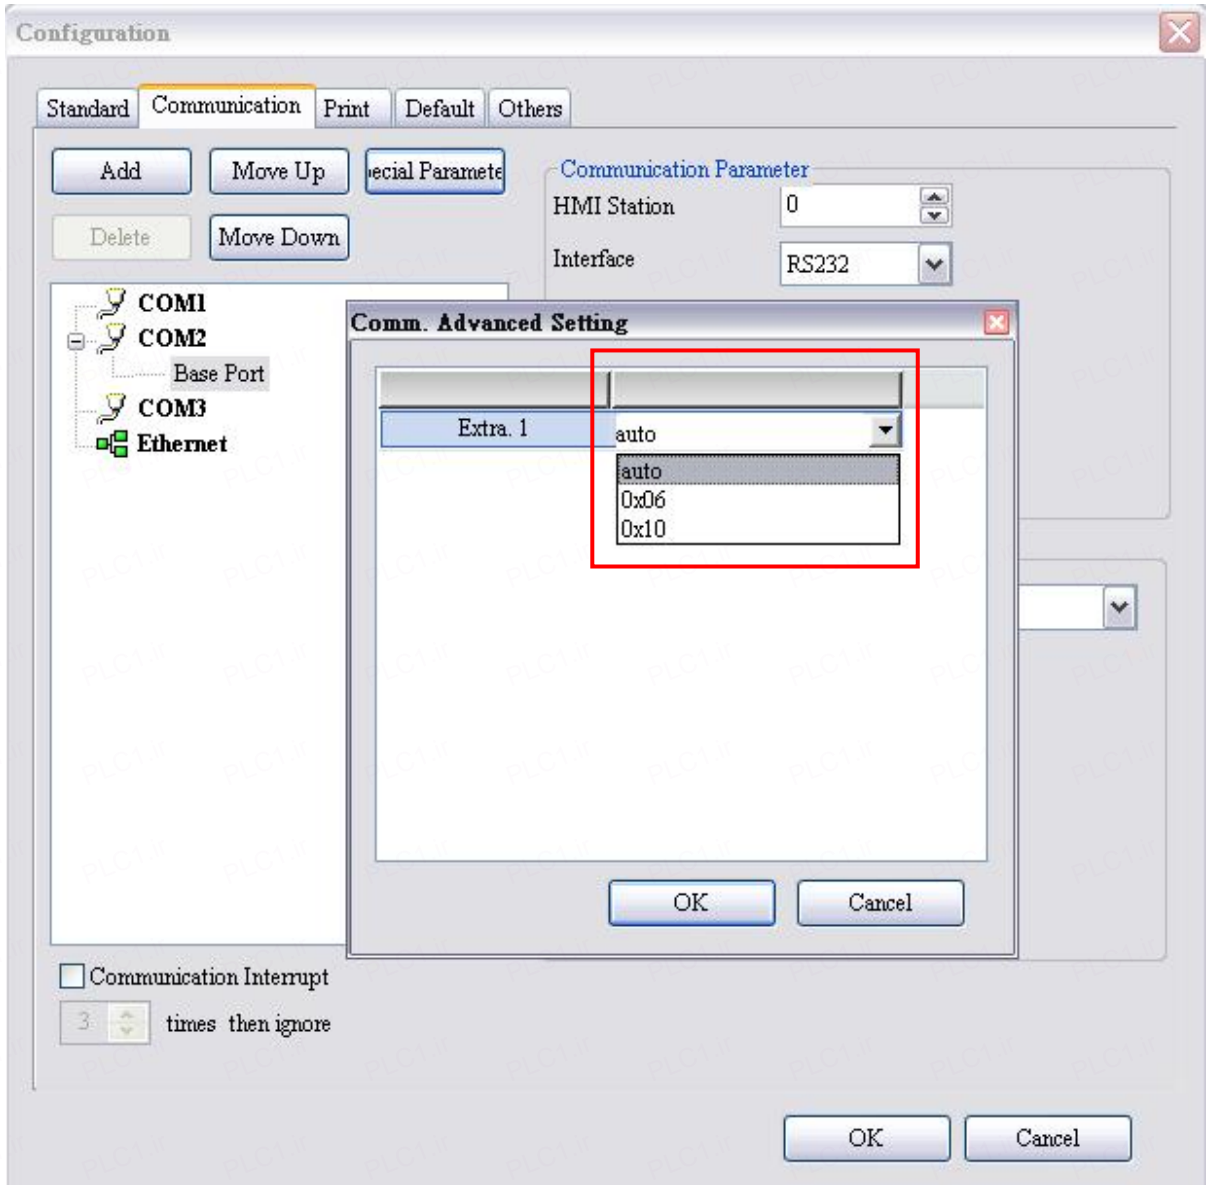 Configuration
Standard Communication Print Default Others
Add Move Up pecial Paramete
Delete Move Down
Communication Parameter
HMI Station 0
Interface RS232
COM1
COM2
Base Port
COM3
Ethernet
Comm. Advanced Setting
Extra. 1 auto
auto
0x06
0x10
OK Cancel
Communication Interrupt
3 times then ignore
OK Cancel